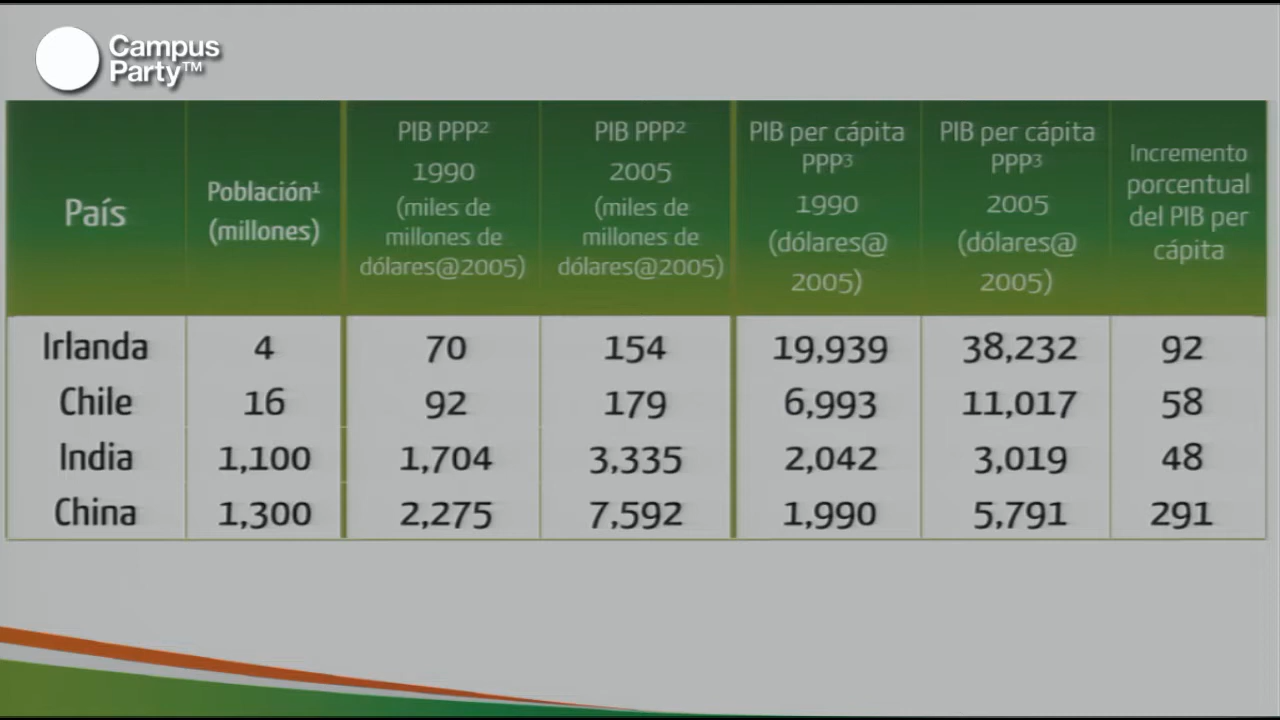 Campus
Party™
País
Población¹
(millones)
PIB PPP²
1990
(miles de
millones de
dólares@2005)
PIB PPP²
2005
(miles de
millones de
dólares@2005)
PIB per cápita
PPP³
1990
(dólares@
2005)
PIB per cápita
PPP³
2005
(dólares@
2005)
Incremento
porcentual
del PIB per
cápita
Irlanda 4 70 154 19,939 38,232 92
Chile 16 92 179 6,993 11,017 58
India 1,100 1,704 3,335 2,042 3,019 48
China 1,300 2,275 7,592 1,990 5,791 291